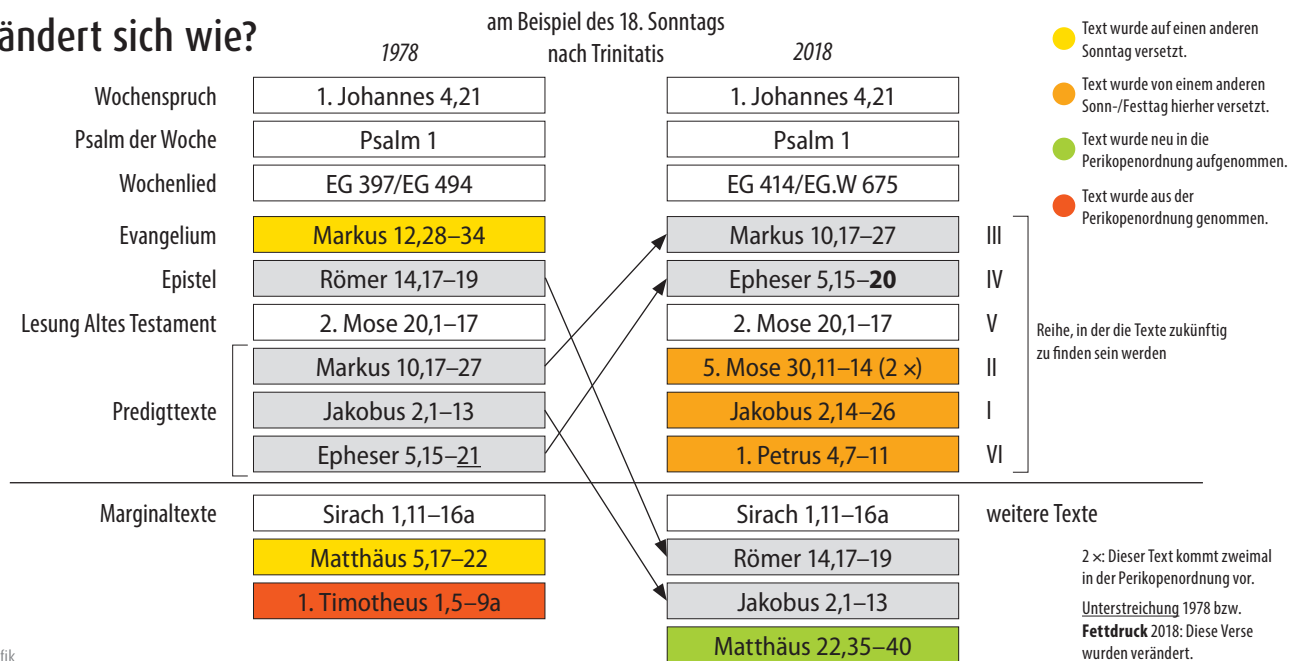 ändert sich wie?
am Beispiel des 18. Sonntags
nach Trinitatis
1978
2018
Text wurde auf einen anderen
Sonntag versetzt.
Text wurde von einem anderen
Sonn-/Festtag hierher versetzt.
Text wurde neu in die
Perikopenordnung aufgenommen.
Text wurde aus der
Perikopenordnung genommen.
Wochenspruch 1. Johannes 4,21 1. Johannes 4,21
Psalm der Woche Psalm 1 Psalm 1
Wochenlied EG 397/EG 494 EG 414/EG.W 675
Evangelium Markus 12,28–34 Markus 10,17–27 III
Epistel Römer 14,17–19 Epheser 5,15–20 IV
Lesung Altes Testament 2. Mose 20,1–17 2. Mose 20,1–17 V
Markus 10,17–27 5. Mose 30,11–14 (2 ×) II
Predigttexte Jakobus 2,1–13 Jakobus 2,14–26 I
Epheser 5,15–21 1. Petrus 4,7–11 VI
Reihe, in der die Texte zukünftig
zu finden sein werden
Marginaltexte Sirach 1,11–16a Sirach 1,11–16a weitere Texte
Matthäus 5,17–22 Römer 14,17–19
1. Timotheus 1,5–9a Jakobus 2,1–13
Matthäus 22,35–40
2 ×: Dieser Text kommt zweimal
in der Perikopenordnung vor.
Unterstreichung 1978 bzw.
Fettdruck 2018: Diese Verse
wurden verändert.
fik